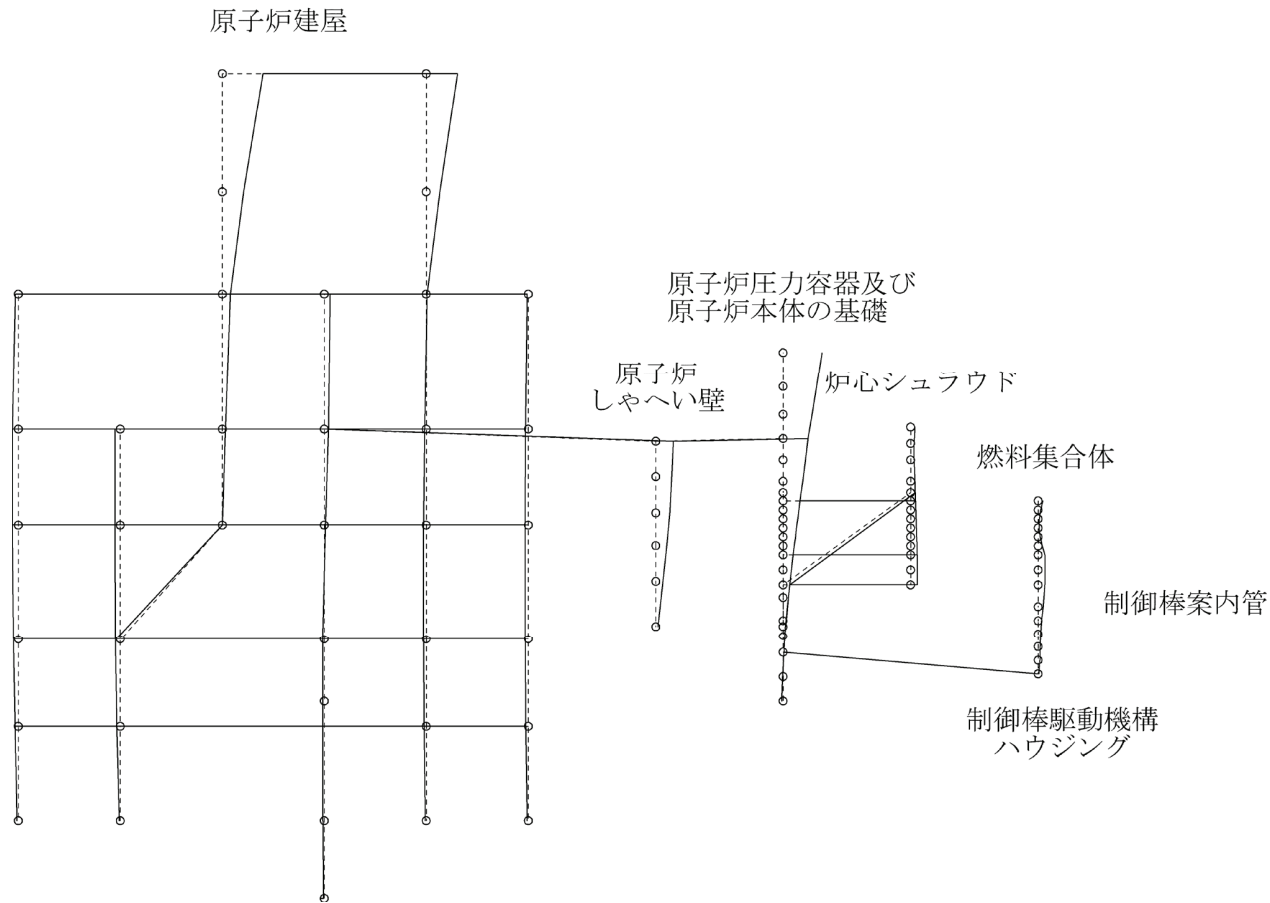 原子炉建屋
原子炉圧力容器及び
原子炉本体の基礎
原子炉
しゃへい壁
炉心シュラウド
燃料集合体
制御棒案内管
制御棒駆動機構
ハウジング